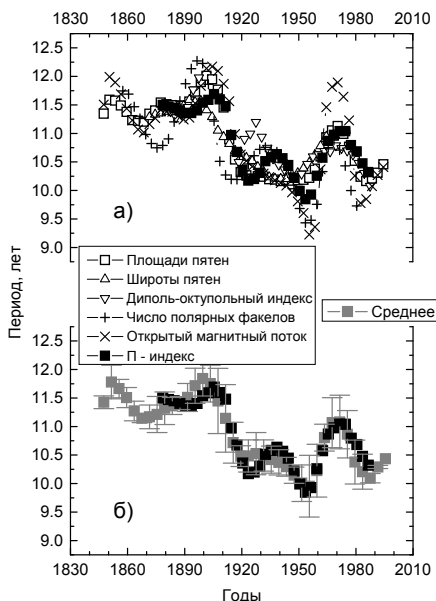 1830 1860 1890 1920 1950 1980 2010
12.5
12.0
11.5
11.0
10.5
10.0
9.5
9.0
а)
Период, лет
Площади пятен
Широты пятен
Диполь-октупольный индекс
Число полярных факелов
Открытый магнитный поток
П - индекс
Среднее
12.5
12.0
11.5
11.0
10.5
10.0
9.5
9.0
б)
1830 1860 1890 1920 1950 1980 2010
Годы